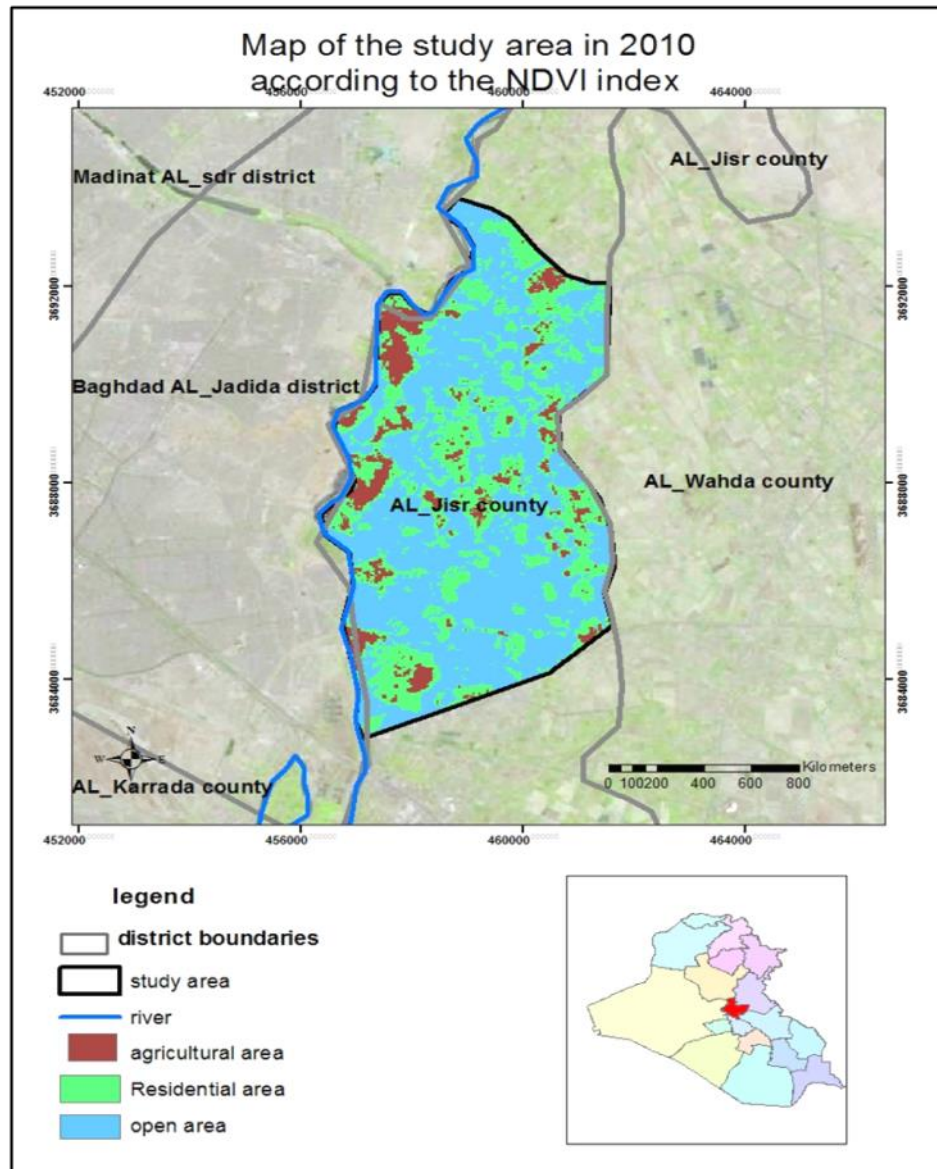 Map of the study area in 2010
according to the NDVI index
452000 456000 460000 464000
AL_Jisr county
Madinat AL_sdr district
3692000 3692000
Baghdad AL_Jadida district
AL_Wahda county
3688000 3688000
AL_Jisr county
3684000 3684000
N
W E
S
Kilometers
0 100200 400 600 800
AL_Karrada county
452000 456000 460000 464000
legend
district boundaries
study area
river
agricultural area
Residential area
open area